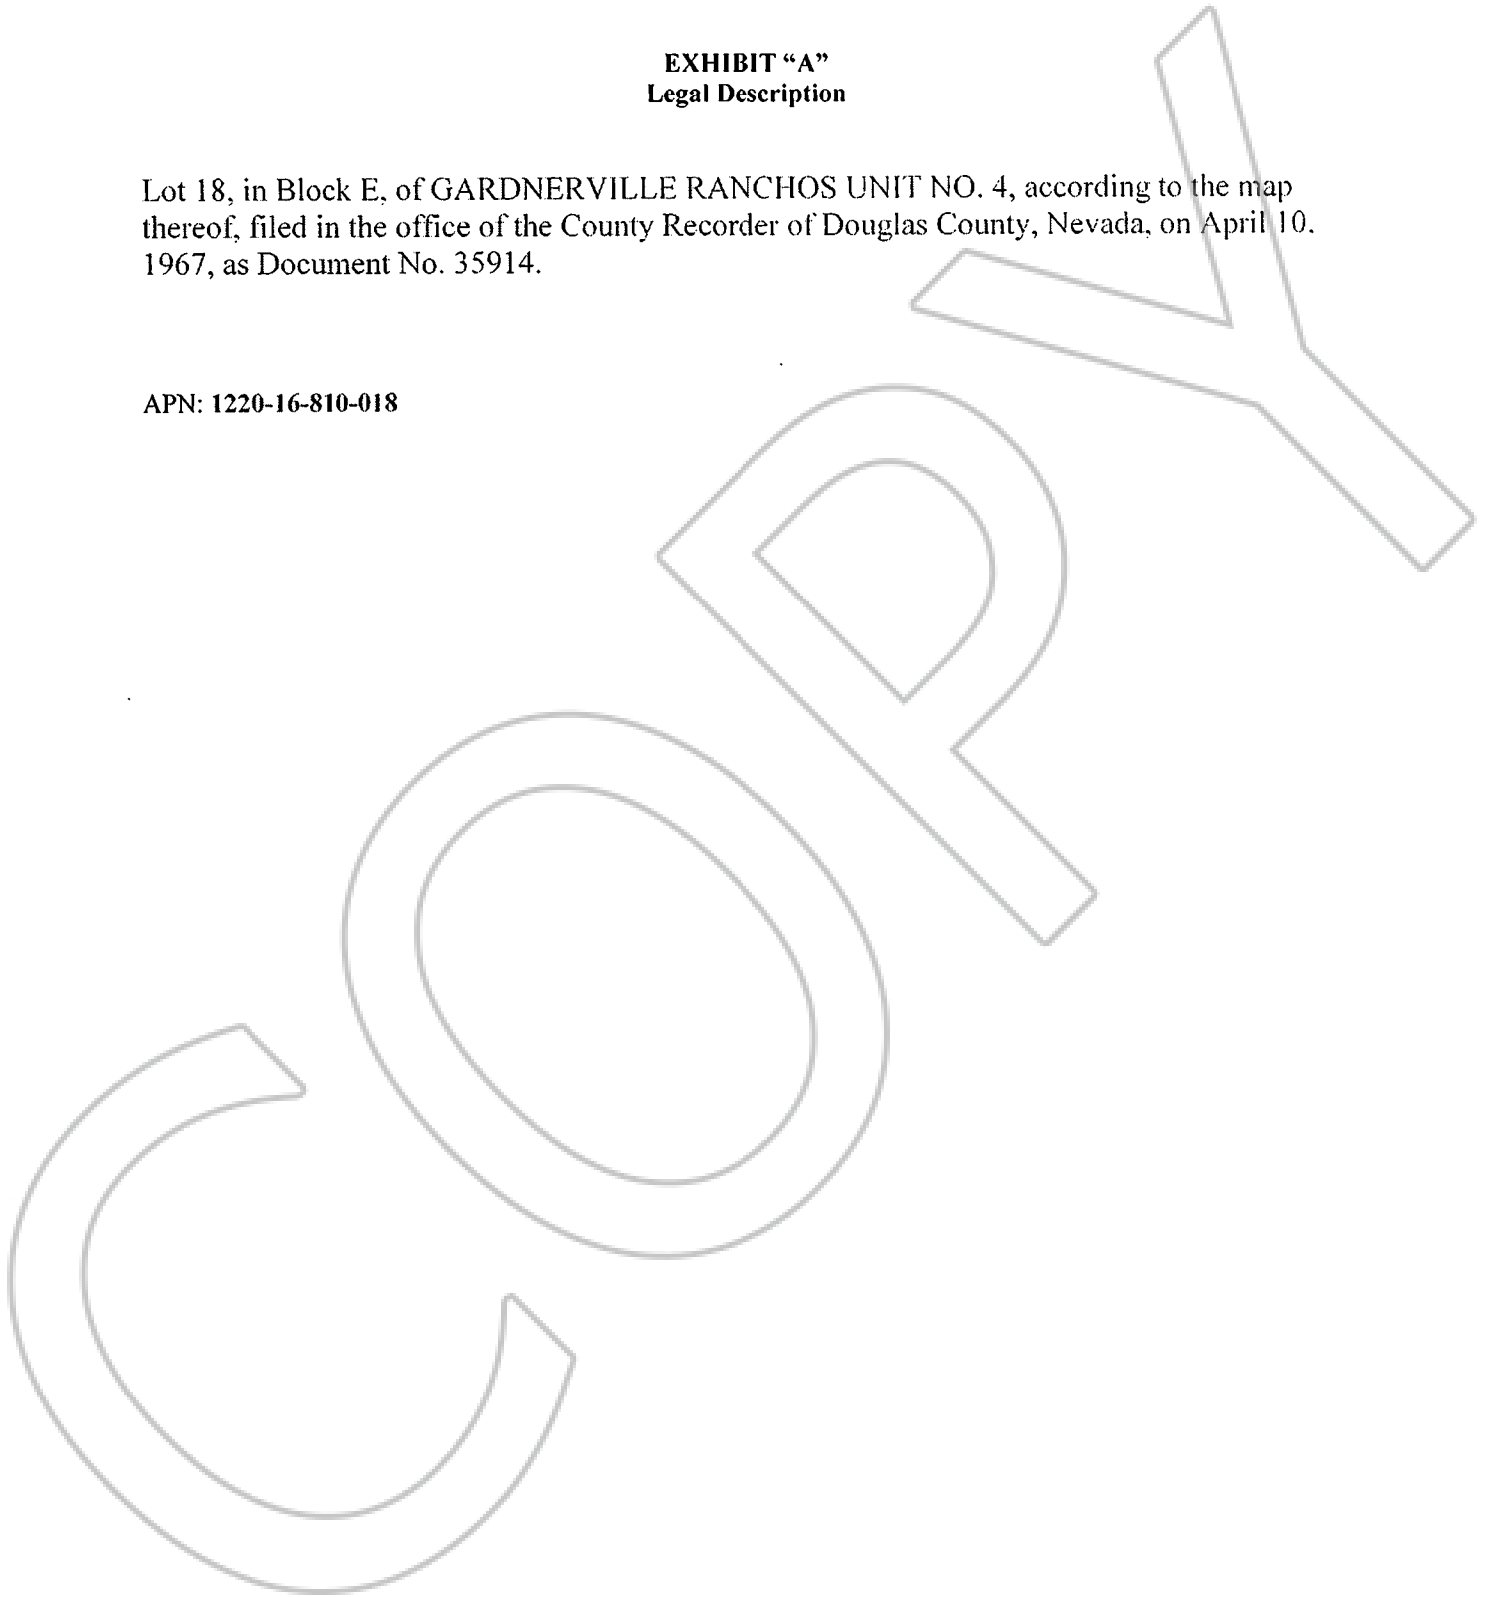 EXHIBIT “A”
Legal Description
Lot 18, in Block E, of GARDNERVILLE RANCHOS UNIT NO. 4, according to the map
thereof, filed in the office of the County Recorder of Douglas County, Nevada, on April 10.
1967, as Document No. 35914.
APN: 1220-16-810-018
COPY